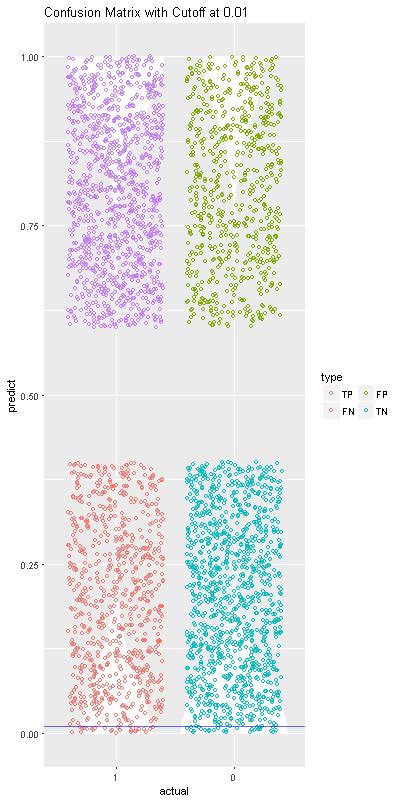 Confusion Matrix with Cutoff at 0.01
1.00
0.75
0.50
0.25
0.00
predict
1 0
actual
type
TP FP
FN TN